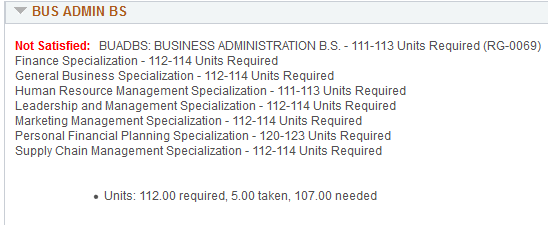 BUS ADMIN BS
Not Satisfied: BUADBS: BUSINESS ADMINISTRATION B.S. - 111-113 Units Required (RG-0069)
Finance Specialization - 112-114 Units Required
General Business Specialization - 112-114 Units Required
Human Resource Management Specialization - 111-113 Units Required
Leadership and Management Specialization - 112-114 Units Required
Marketing Management Specialization - 112-114 Units Required
Personal Financial Planning Specialization - 120-123 Units Required
Supply Chain Management Specialization - 112-114 Units Required
• Units: 112.00 required, 5.00 taken, 107.00 needed